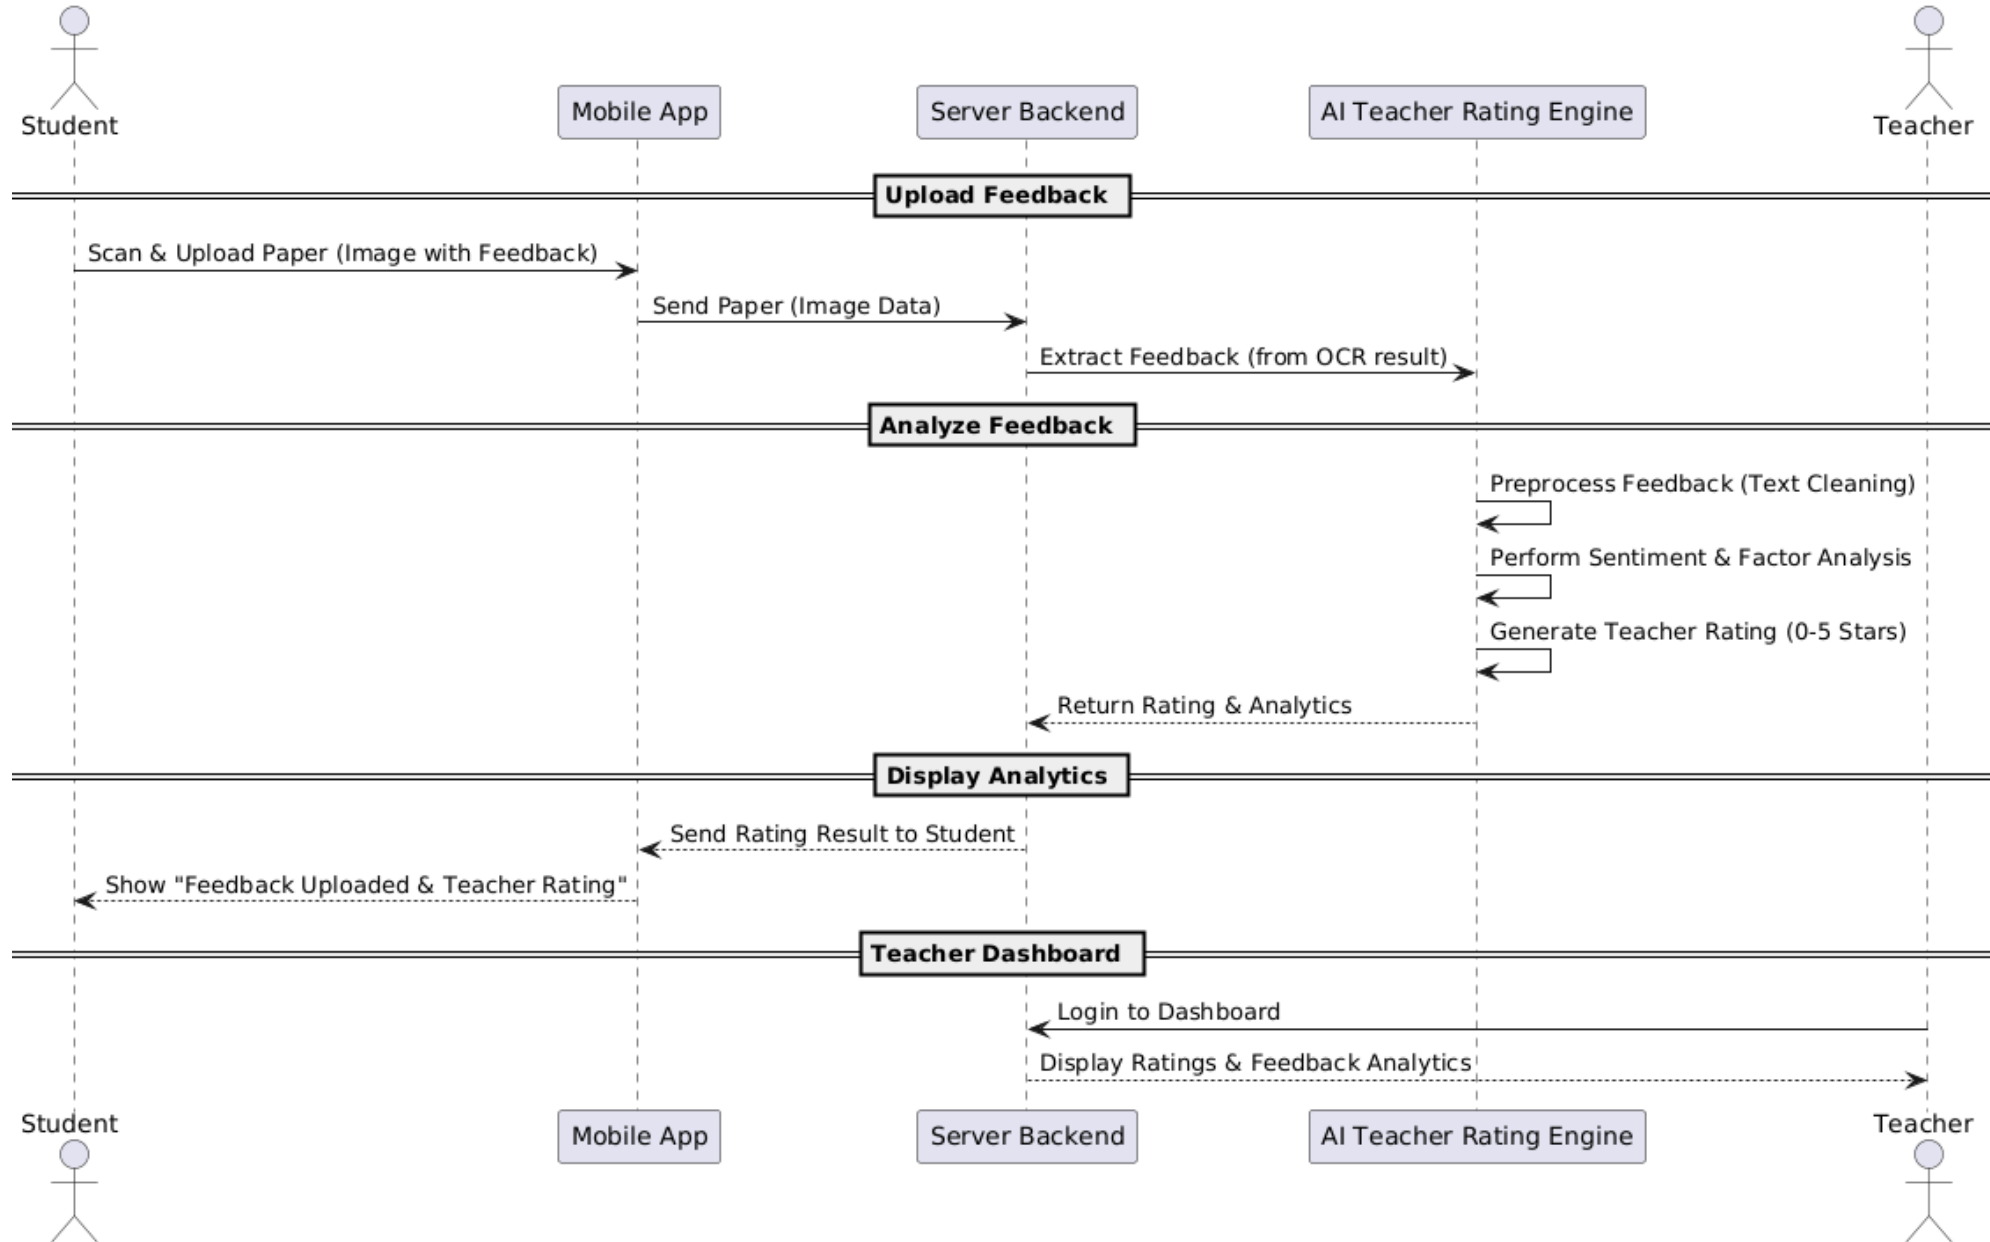 Student
Mobile App
Server Backend
AI Teacher Rating Engine
Teacher
Upload Feedback
Scan & Upload Paper (Image with Feedback)
Send Paper (Image Data)
Extract Feedback (from OCR result)
Analyze Feedback
Preprocess Feedback (Text Cleaning)
Perform Sentiment & Factor Analysis
Generate Teacher Rating (0-5 Stars)
Return Rating & Analytics
Display Analytics
Send Rating Result to Student
Show "Feedback Uploaded & Teacher Rating"
Teacher Dashboard
Login to Dashboard
Display Ratings & Feedback Analytics
Student
Mobile App
Server Backend
AI Teacher Rating Engine
Teacher